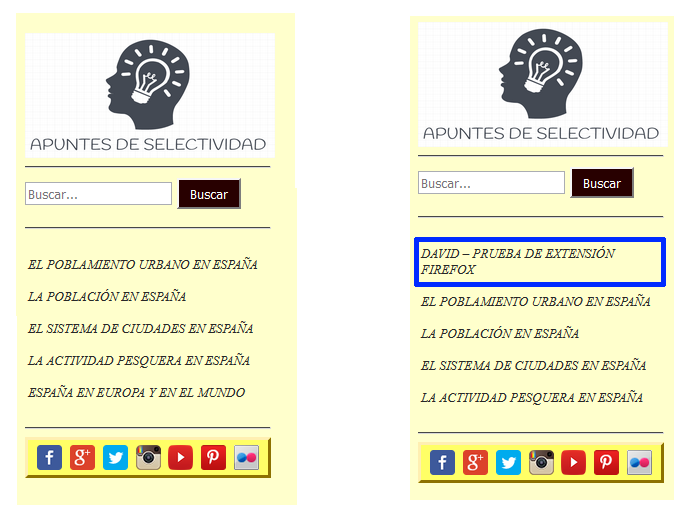 APUNTES DE SELECTIVIDAD
Buscar...
Buscar
EL POBLAMIENTO URBANO EN ESPAÑA
LA POBLACIÓN EN ESPAÑA
EL SISTEMA DE CIUDADES EN ESPAÑA
LA ACTIVIDAD PESQUERA EN ESPAÑA
ESPAÑA EN EUROPA Y EN EL MUNDO
f
g+
APUNTES DE SELECTIVIDAD
Buscar...
Buscar
DAVID – PRUEBA DE EXTENSIÓN
FIREFOX
EL POBLAMIENTO URBANO EN ESPAÑA
LA POBLACIÓN EN ESPAÑA
EL SISTEMA DE CIUDADES EN ESPAÑA
LA ACTIVIDAD PESQUERA EN ESPAÑA
f
g+